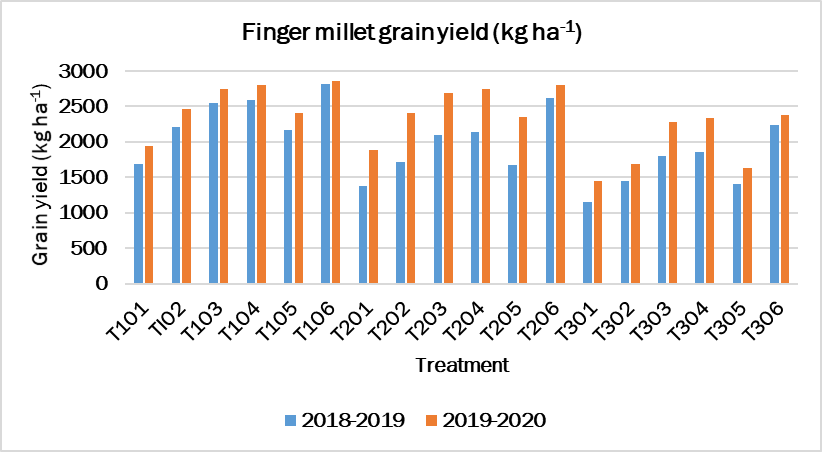 Finger millet grain yield (kg ha-1)
Grain yield (kg ha-1)
3000
2500
2000
1500
1000
500
0
T101 Tl02 T103 T104 T105 T106 T201 T202 T203 T204 T205 T206 T301 T302 T303 T304 T305 T306
Treatment
2018-2019 2019-2020